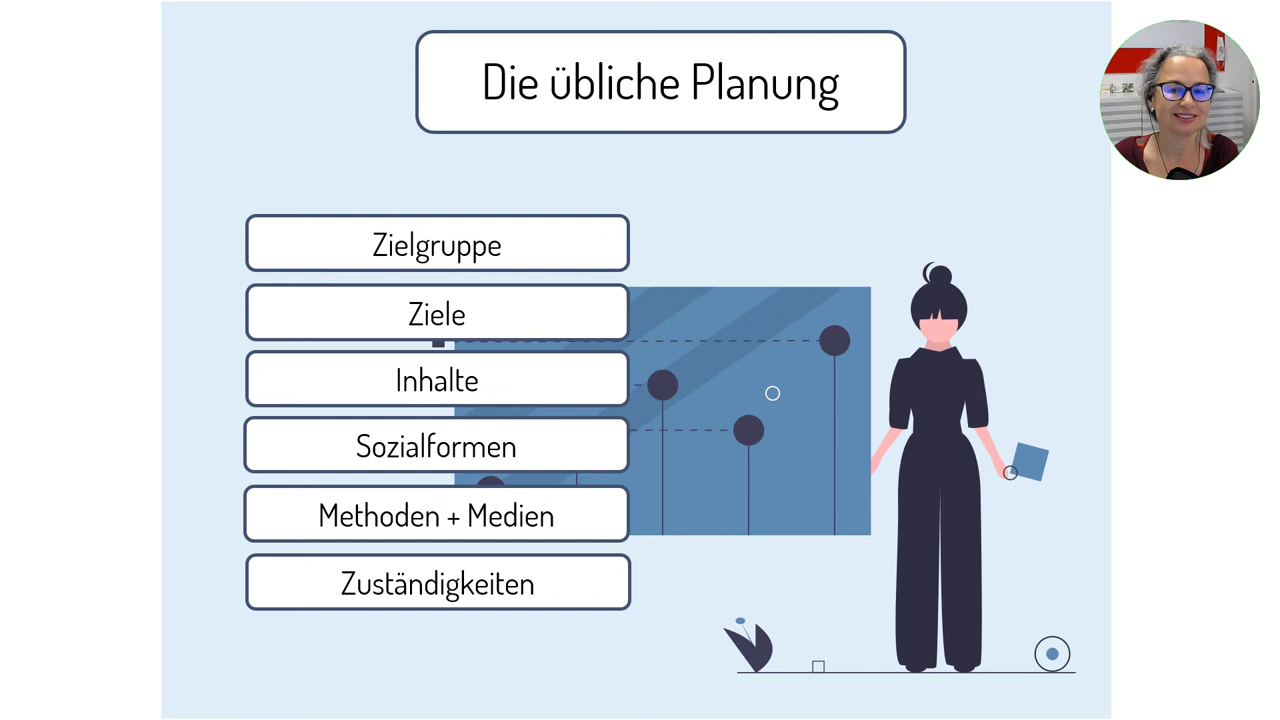 Die übliche Planung
Zielgruppe
Ziele
Inhalte
Sozialformen
Methoden + Medien
Zuständigkeiten